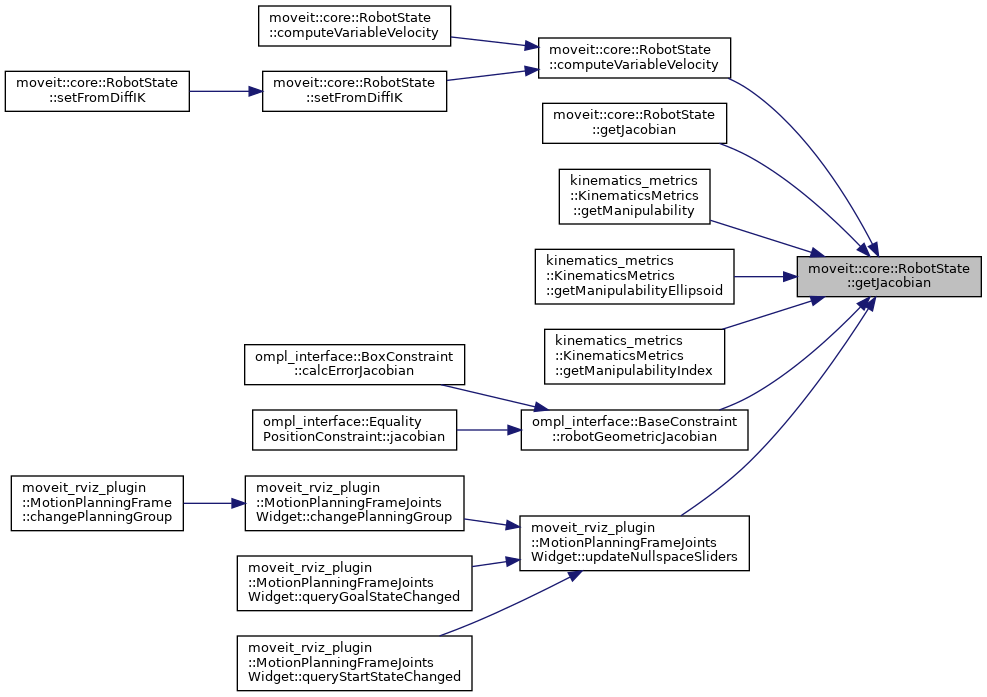 moveit::core::RobotState
::computeVariableVelocity
moveit::core::RobotState
::computeVariableVelocity
moveit::core::RobotState
::setFromDiffIK
moveit::core::RobotState
::setFromDiffIK
moveit::core::RobotState
::getJacobian
kinematics_metrics
::KinematicsMetrics
::getManipulability
kinematics_metrics
::KinematicsMetrics
::getManipulabilityEllipsoid
moveit::core::RobotState
::getJacobian
kinematics_metrics
::KinematicsMetrics
::getManipulabilityIndex
ompl_interface::BoxConstraint
::calcErrorJacobian
ompl_interface::Equality
PositionConstraint::jacobian
ompl_interface::BaseConstraint
::robotGeometricJacobian
moveit_rviz_plugin
::MotionPlanningFrame
::changePlanningGroup
moveit_rviz_plugin
::MotionPlanningFrameJoints
Widget::changePlanningGroup
moveit_rviz_plugin
::MotionPlanningFrameJoints
Widget::updateNullspaceSliders
moveit_rviz_plugin
::MotionPlanningFrameJoints
Widget::queryGoalStateChanged
moveit_rviz_plugin
::MotionPlanningFrameJoints
Widget::queryStartStateChanged